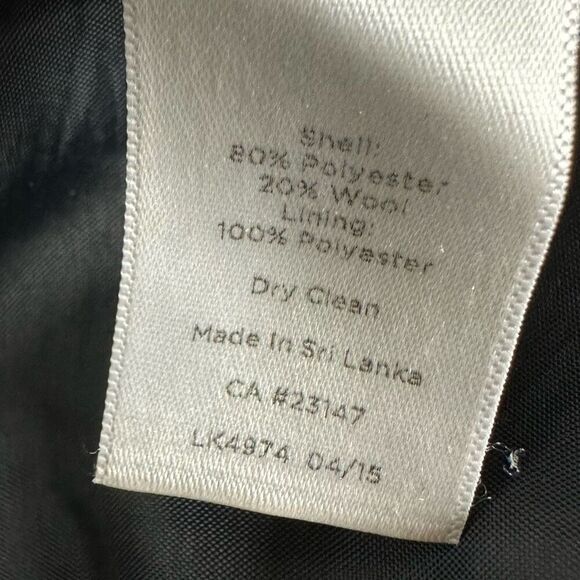 Shell:
80% Polyester
20% Wool
Lining:
100% Polyester
Dry Clean
Made In Sri Lanka
CA #23147
LK4974 04/15